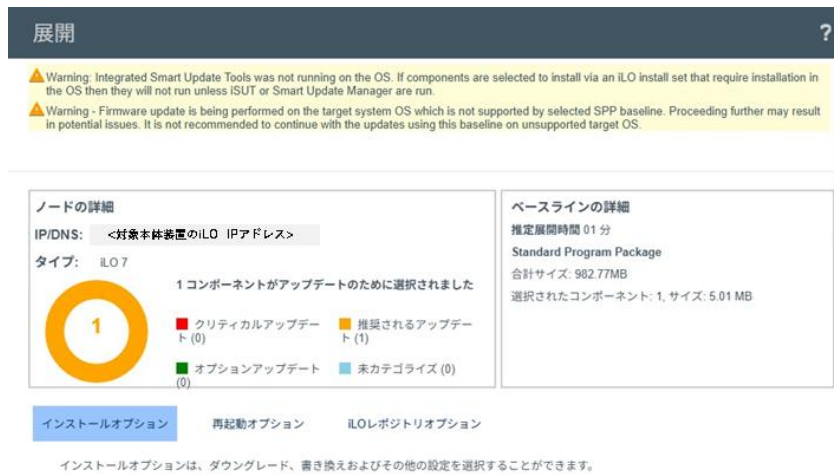 展開
?
Warning: Integrated Smart Update Tools was not running on the OS. If components are selected to install via an iLO install set that require installation in
the OS then they will not run unless iSUT or Smart Update Manager are run.
Warning - Firmware update is being performed on the target system OS which is not supported by selected SPP baseline. Proceeding further may result
in potential issues. It is not recommended to continue with the updates using this baseline on unsupported target OS.
ノードの詳細
IP/DNS: <対象本体装置のiLO IPアドレス>
タイプ: iLO 7
1 コンポーネントがアップデートのために選択されました
1
クリティカルアップデー
ト (0)
推奨されるアップデー
ト (1)
オプションアップデート
(0)
未カテゴライズ (0)
ベースラインの詳細
推定展開時間 01 分
Standard Program Package
合計サイズ: 982.77MB
選択されたコンポーネント: 1, サイズ: 5.01 MB
インストールオプション
再起動オプション
iLOレポジトリオプション
インストールオプションは、ダウングレード、書き換えおよびその他の設定を選択することができます。